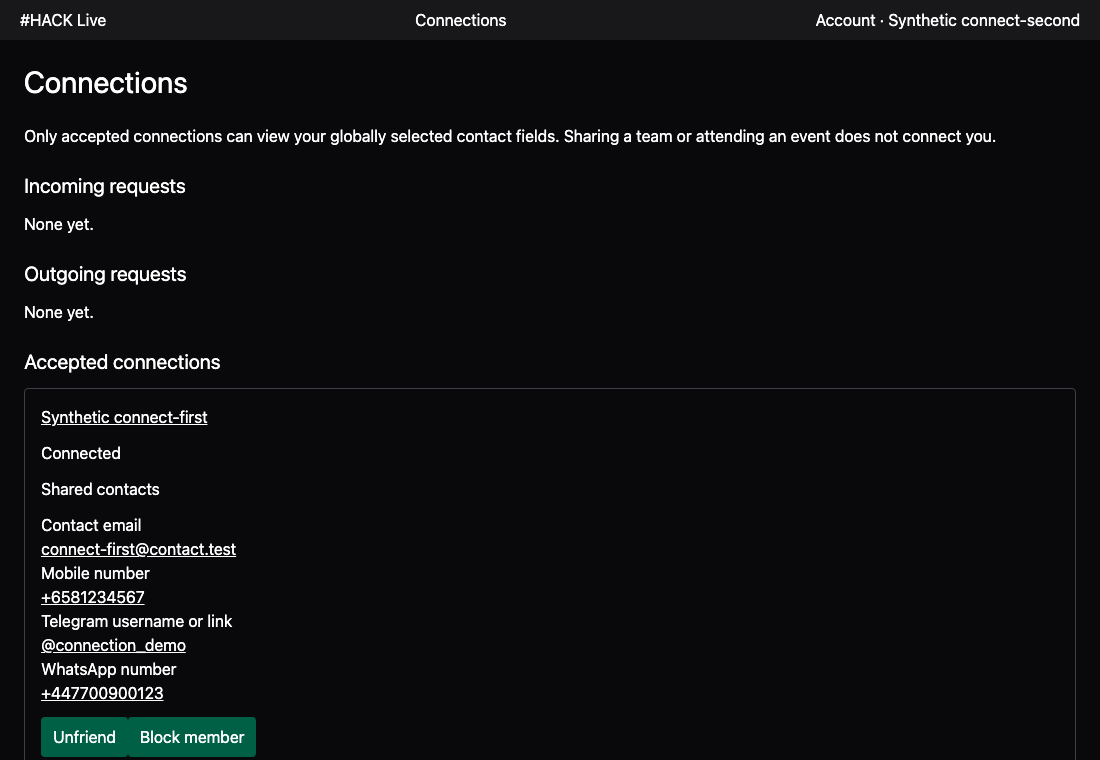 #HACK Live
Connections
Account · Synthetic connect-second
Connections
Only accepted connections can view your globally selected contact fields. Sharing a team or attending an event does not connect you.
Incoming requests
None yet.
Outgoing requests
None yet.
Accepted connections
Synthetic connect-first
Connected
Shared contacts
Contact email
connect-first@contact.test
Mobile number
+6581234567
Telegram username or link
@connection_demo
WhatsApp number
+447700900123
Unfriend
Block member